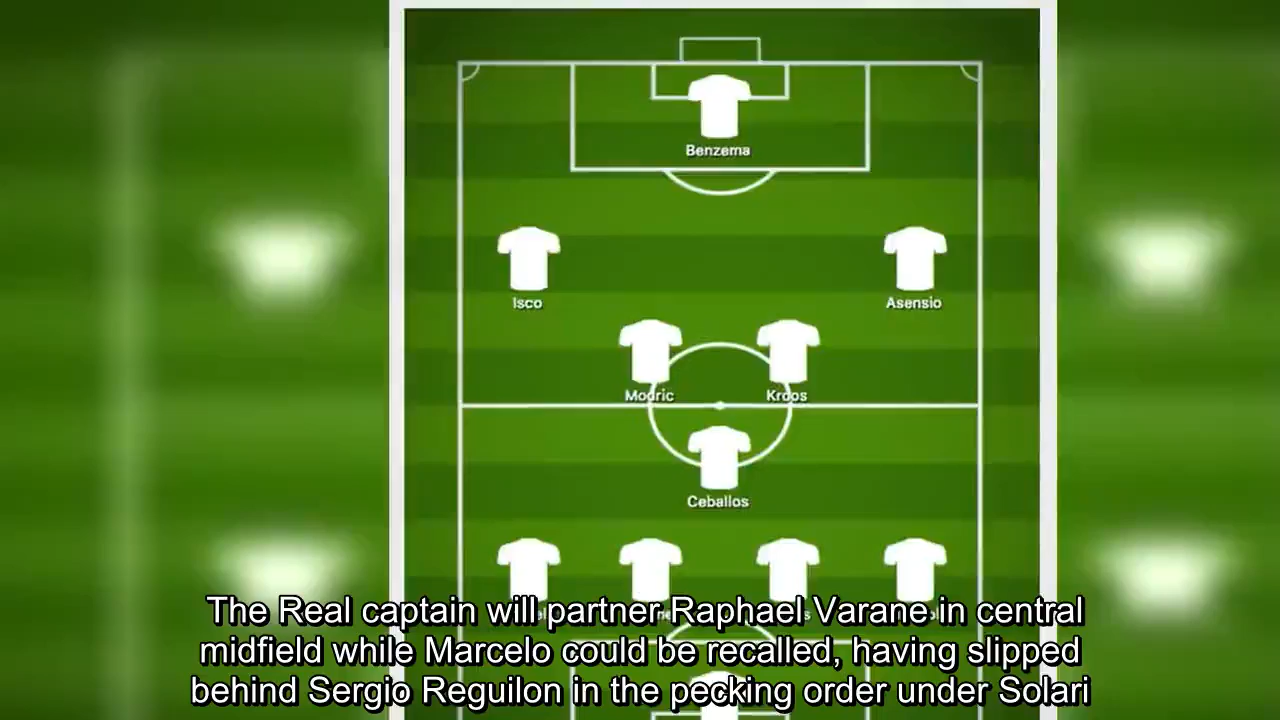 Benzema
Isco
Asensio
Modric
Kroos
Ceballos
The Real captain will partner Raphael Varane in central
midfield while Marcelo could be recalled, having slipped
behind Sergio Reguilon in the pecking order under Solari